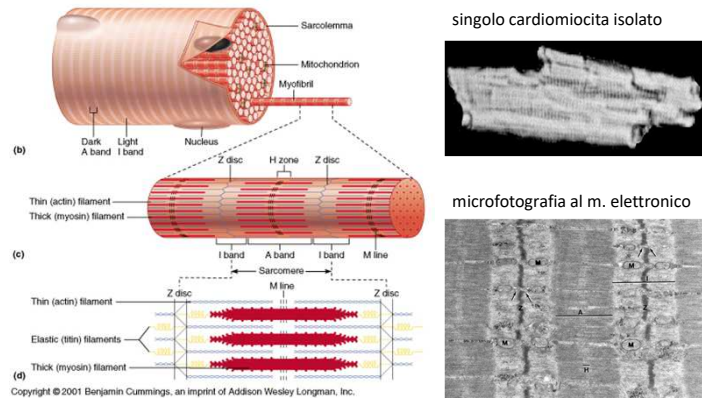 singolo cardiomiocita isolato
Sarcolemma
Mitochondrion
Myofibril
Dark
A band
Light
I band
Nucleus
(b)
Z disc
H zone
Z disc
Thin (actin) filament
Thick (myosin) filament
(c)
I band
A band
I band
M line
Sarcomere
Z disc
M line
Z disc
Thin (actin) filament
Elastic (titin) filaments
Thick (myosin) filament
(d)
Copyright © 2001 Benjamin Cummings, an imprint of Addison Wesley Longman, Inc.
microfotografia al m. elettronico
M
M
I
Z
Z
A
M
M
H